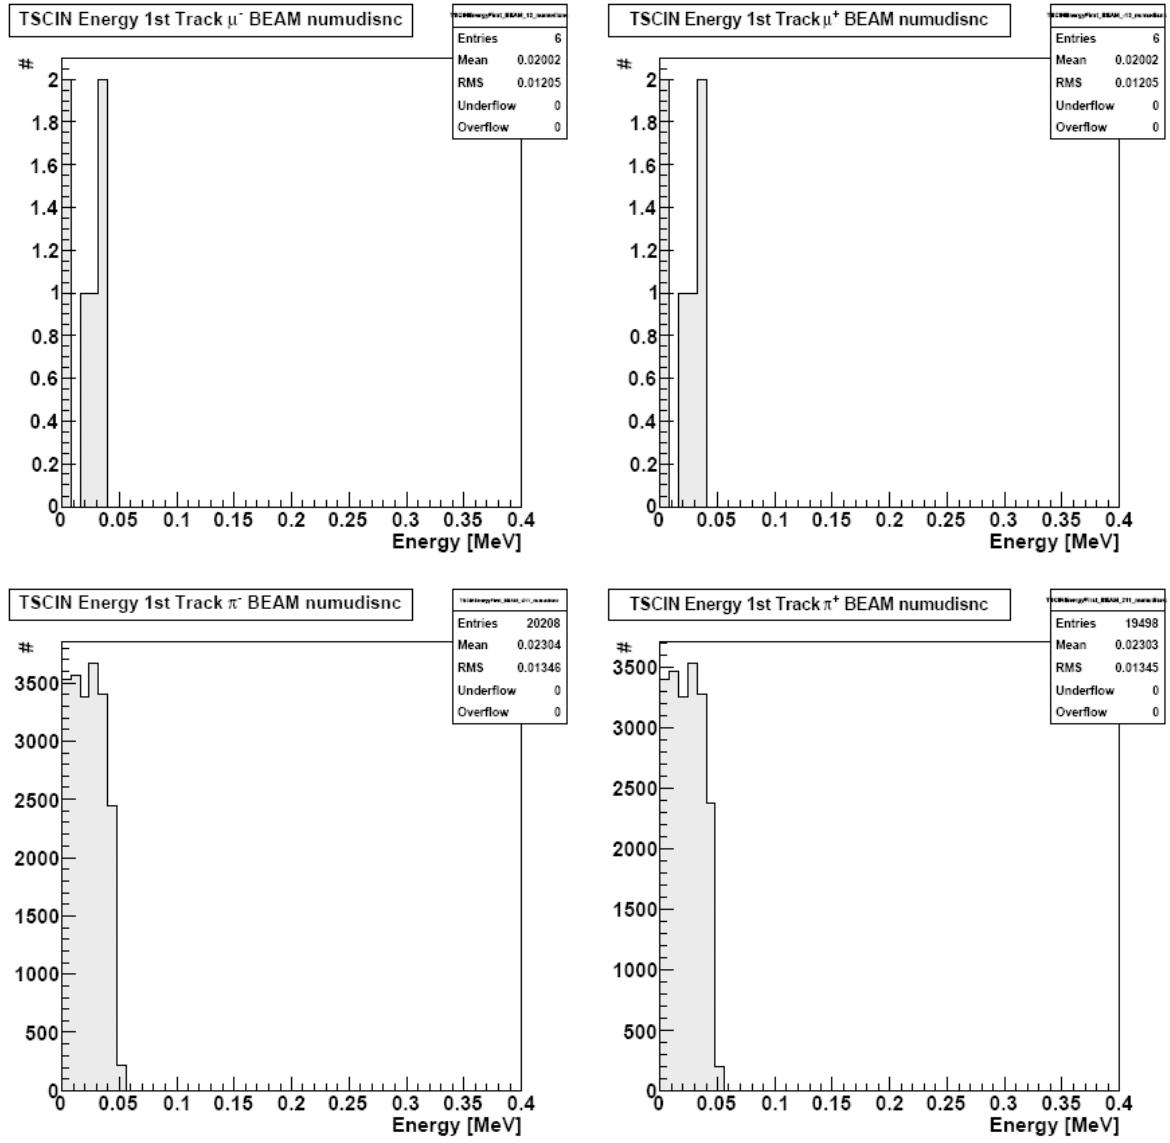 TSCIN Energy 1st Track μ- BEAM numudisnc
Entries 6
Mean 0.02002
RMS 0.01205
Underflow 0
Overflow 0
#
2
1.8
1.6
1.4
1.2
1
0.8
0.6
0.4
0.2
0
0 0.05 0.1 0.15 0.2 0.25 0.3 0.35 0.4
Energy [MeV]
TSCIN Energy 1st Track μ+ BEAM numudisnc
Entries 6
Mean 0.02002
RMS 0.01205
Underflow 0
Overflow 0
#
2
1.8
1.6
1.4
1.2
1
0.8
0.6
0.4
0.2
0
0 0.05 0.1 0.15 0.2 0.25 0.3 0.35 0.4
Energy [MeV]
TSCIN Energy 1st Track π- BEAM numudisnc
Entries 20208
Mean 0.02304
RMS 0.01346
Underflow 0
Overflow 0
#
3500
3000
2500
2000
1500
1000
500
0
0 0.05 0.1 0.15 0.2 0.25 0.3 0.35 0.4
Energy [MeV]
TSCIN Energy 1st Track π+ BEAM numudisnc
Entries 19498
Mean 0.02303
RMS 0.01345
Underflow 0
Overflow 0
#
3500
3000
2500
2000
1500
1000
500
0
0 0.05 0.1 0.15 0.2 0.25 0.3 0.35 0.4
Energy [MeV]